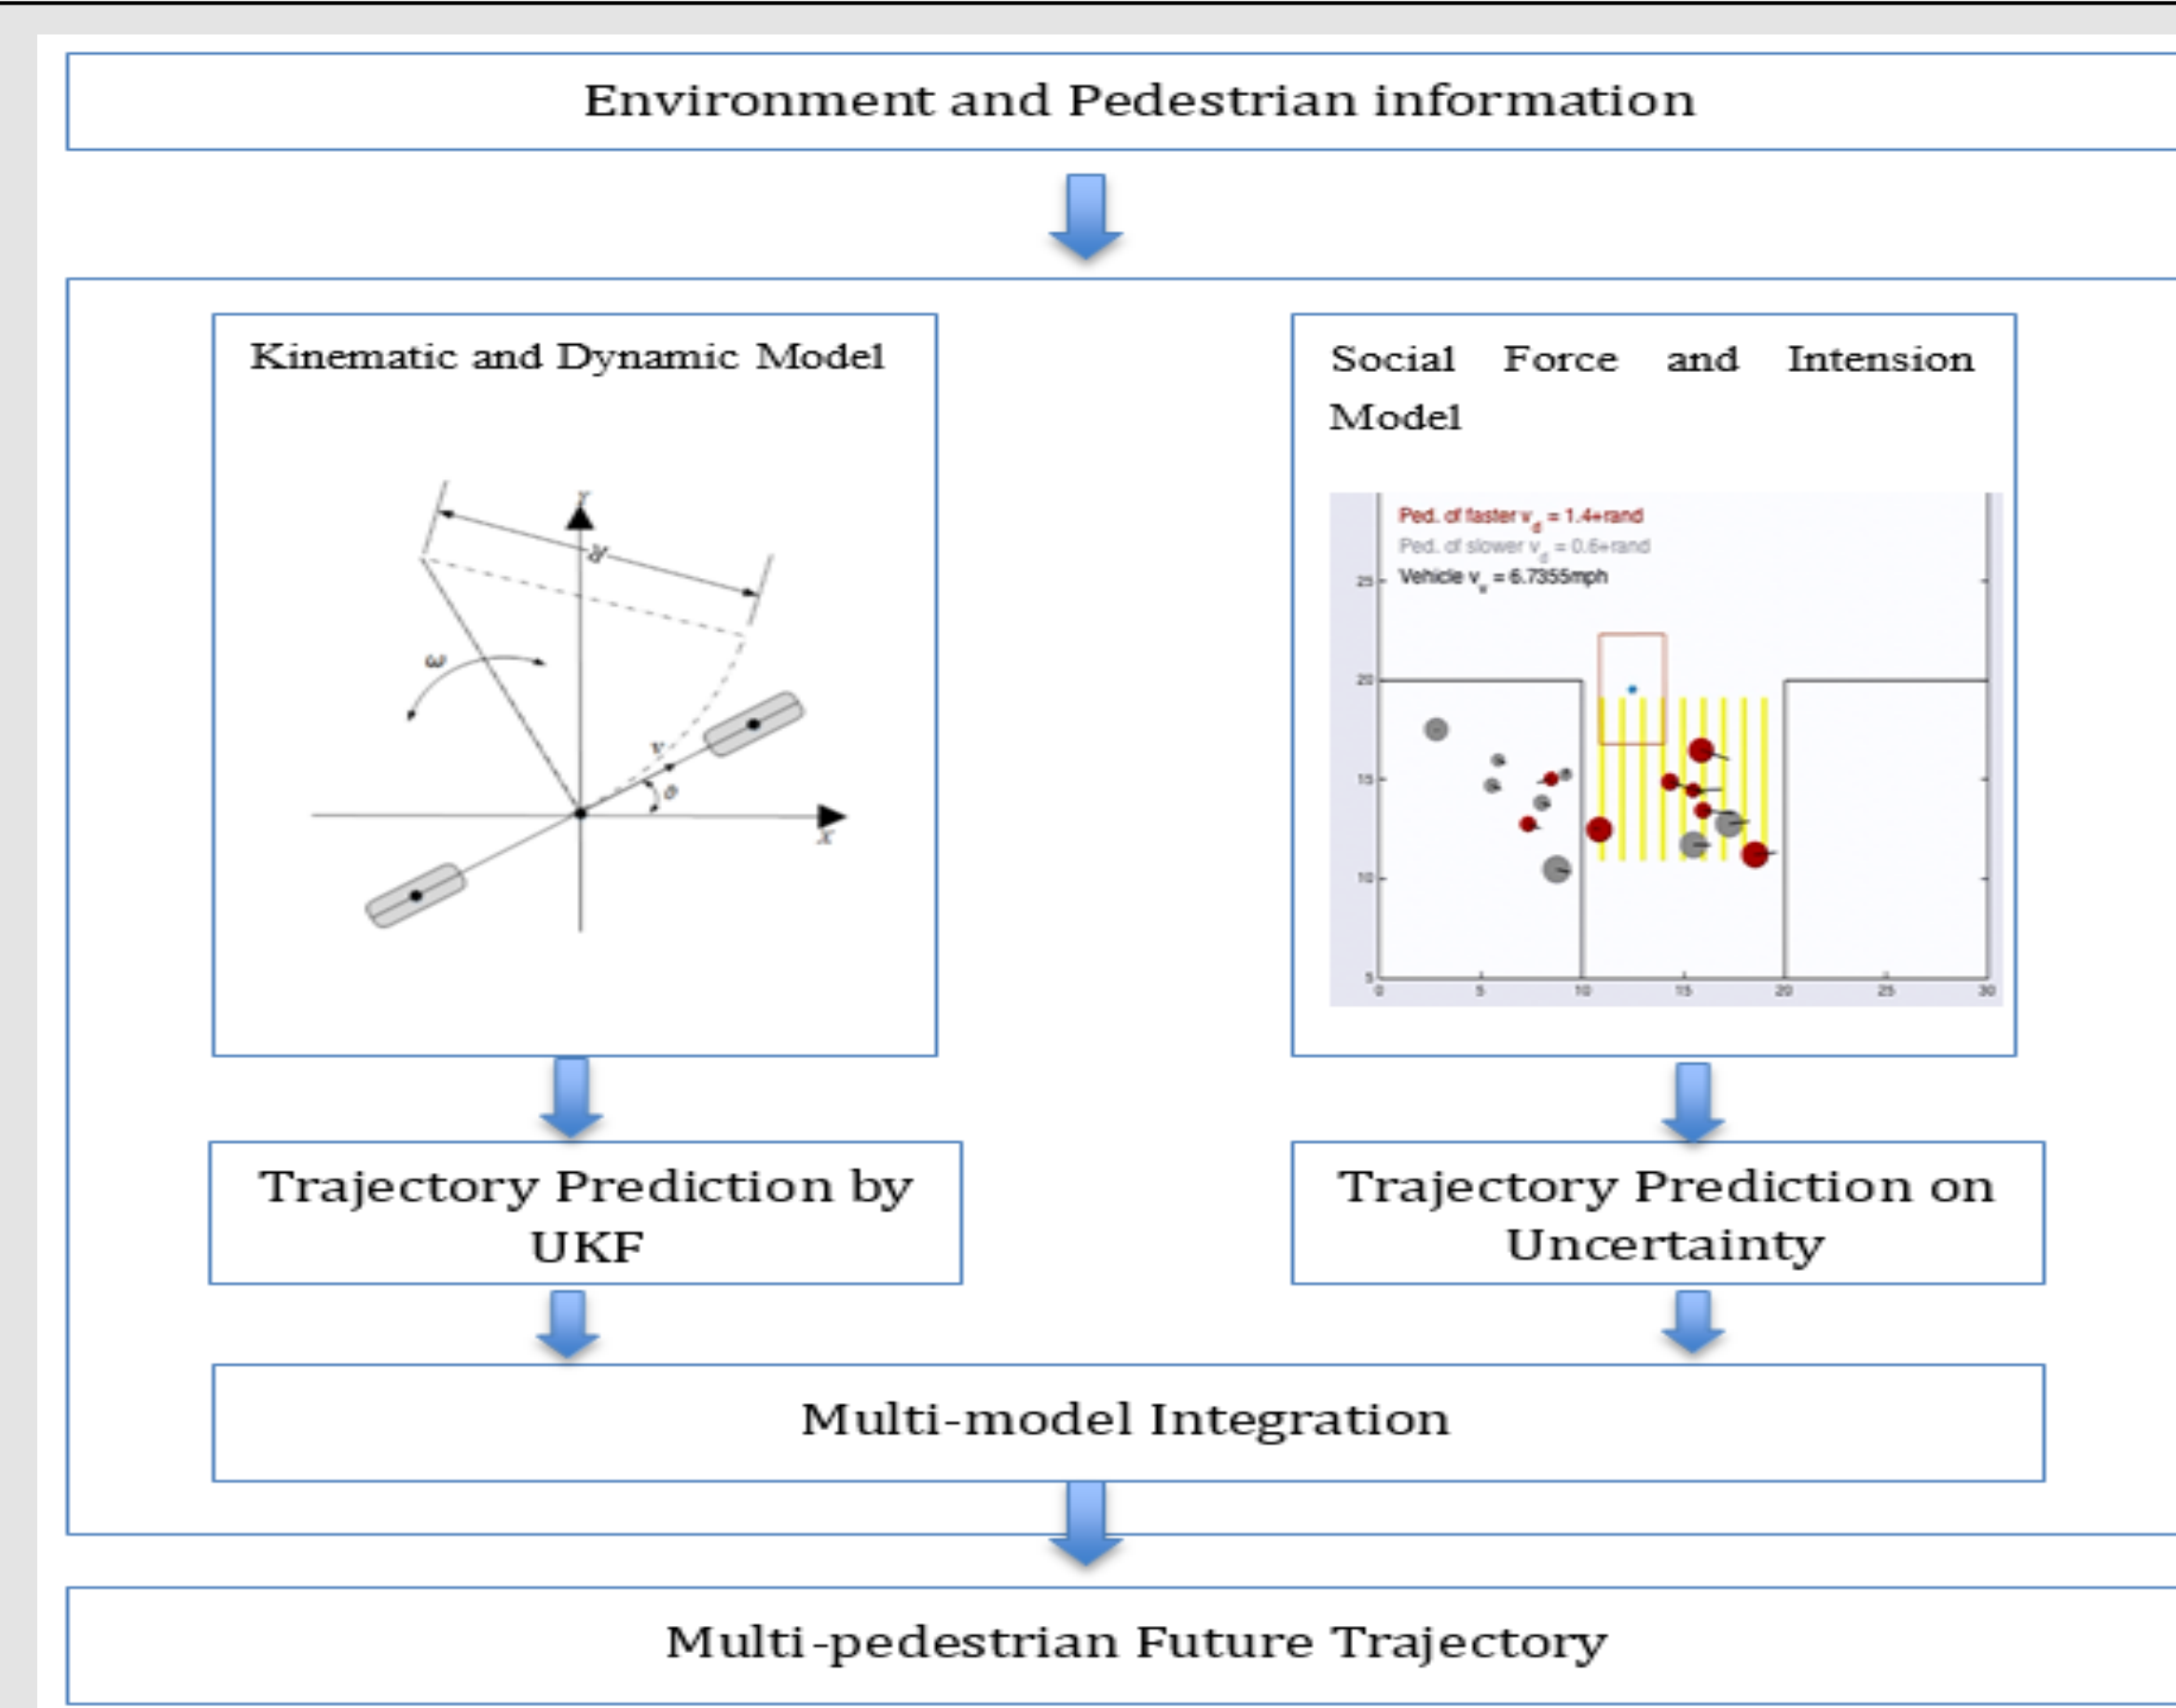 Environment and Pedestrian information
Kinematic and Dynamic Model
Y
R
ω
v
θ
x
Social Force and Intension
Model
Ped. of faster v_d = 1.4+rand
Ped. of slower v_d = 0.6+rand
Vehicle v_v = 6.7355mph
25
20
15
10
5
0 5 10 15 20 25 30
Trajectory Prediction by
UKF
Trajectory Prediction on
Uncertainty
Multi-model Integration
Multi-pedestrian Future Trajectory